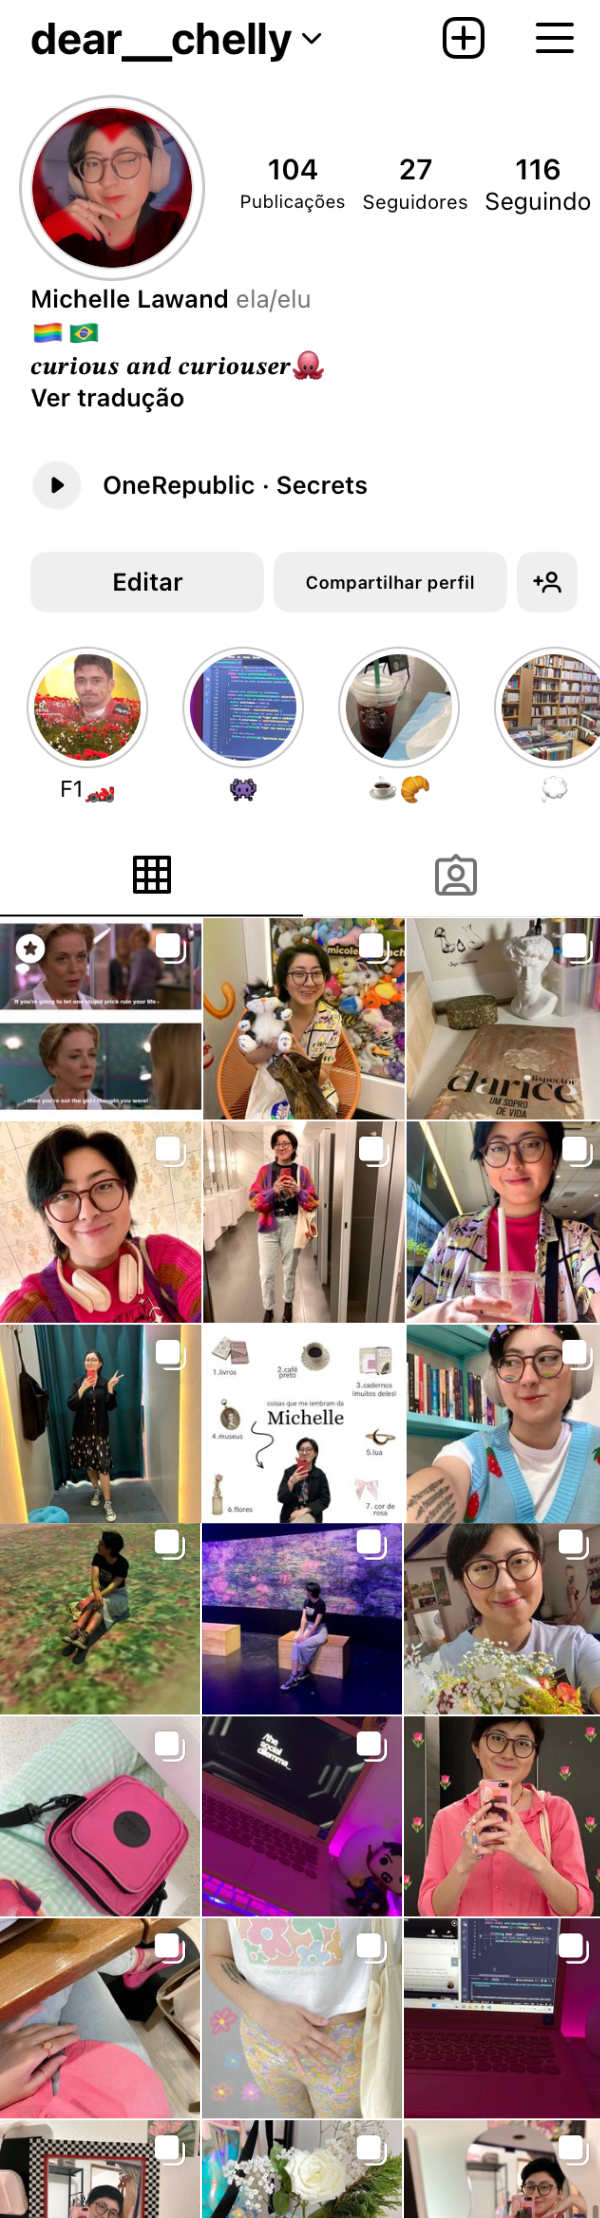 dear__chelly
104 27 116
Publicações Seguidores Seguindo
Michelle Lawand ela/elu
🏳️‍🌈 🇧🇷
curious and curiouser🐙
Ver tradução
OneRepublic · Secrets
Editar Compartilhar perfil
F1🏎️ 👾 ☕🥐 💭
If you're going to let one stupid prick ruin your life -
- then you're not the girl I thought you were!
clarice
lispector
UM SOPRO
DE VIDA
1.livros
2.café
preto
3.cadernos
(muitos deles)
coisas que me lembram da
Michelle
4.museus
5.lua
6.flores
7. cor de
rosa
/the
social
dilemma_